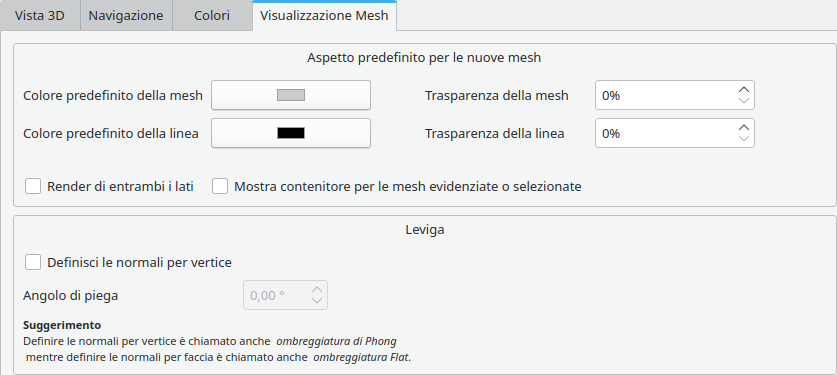 Vista 3D Navigazione Colori Visualizzazione Mesh
Aspetto predefinito per le nuove mesh
Colore predefinito della mesh Trasparenza della mesh 0%
Colore predefinito della linea Trasparenza della linea 0%
Render di entrambi i lati Mostra contenitore per le mesh evidenziate o selezionate
Leviga
Definisci le normali per vertice
Angolo di piega 0,00 °
Suggerimento
Definire le normali per vertice è chiamato anche ombreggiatura di Phong
mentre definire le normali per faccia è chiamato anche ombreggiatura Flat.